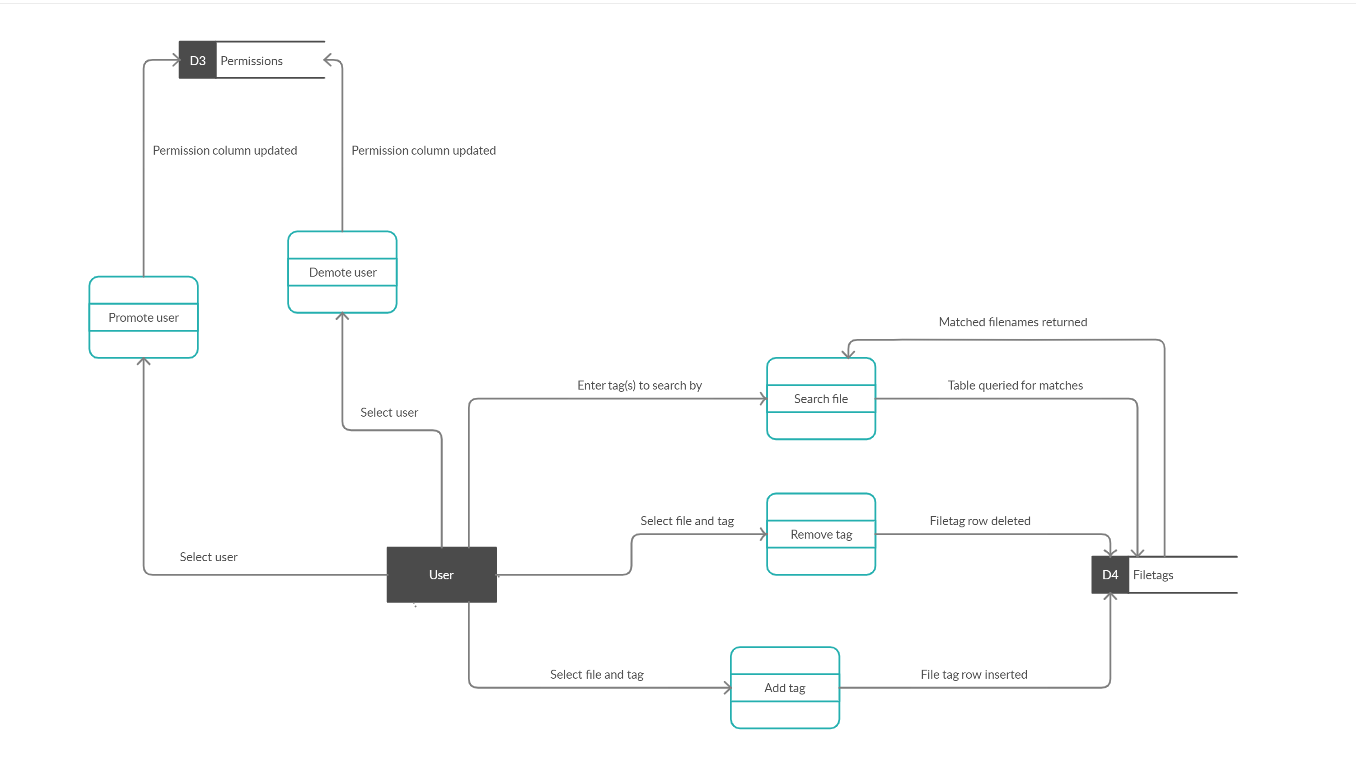 D3 Permissions
Permission column updated
Permission column updated
Demote user
Promote user
Matched filenames returned
Enter tag(s) to search by
Table queried for matches
Search file
Select user
Select file and tag
Filetag row deleted
Remove tag
Select user
User
D4 Filetags
Select file and tag
File tag row inserted
Add tag